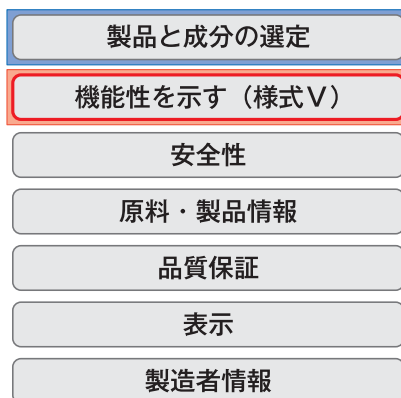 製品と成分の選定
機能性を示す（様式Ⅴ）
安全性
原料・製品情報
品質保証
表示
製造者情報